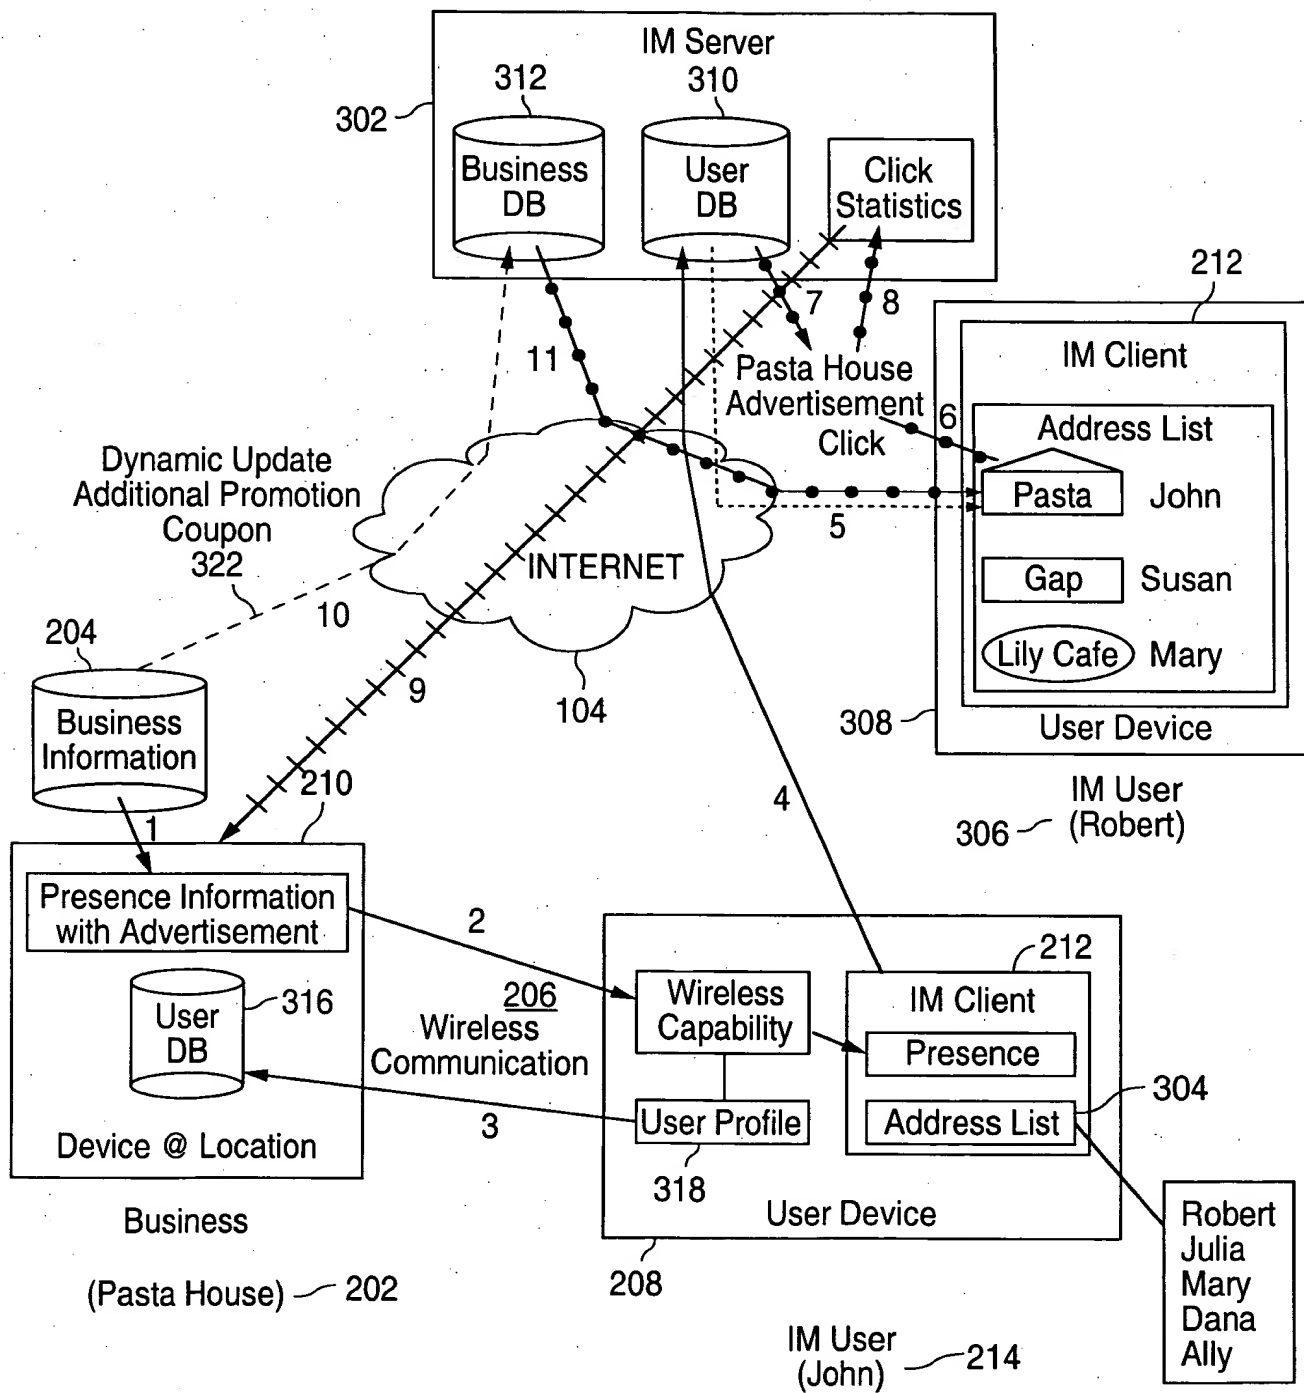 IM Server
312
310
302
Business
DB
User
DB
Click
Statistics
7
8
212
11
IM Client
Pasta House
Advertisement
Click
6
Address List
Pasta
John
5
Gap
Susan
Lily Cafe
Mary
308
User Device
IM User
(Robert)
306
Dynamic Update
Additional Promotion
Coupon
322
10
INTERNET
104
9
4
204
Business
Information
1
210
Presence Information
with Advertisement
2
316
User
DB
206
Wireless
Communication
3
Device @ Location
Business
(Pasta House)
202
212
Wireless
Capability
IM Client
Presence
304
User Profile
Address List
318
User Device
208
Robert
Julia
Mary
Dana
Ally
IM User
(John)
214